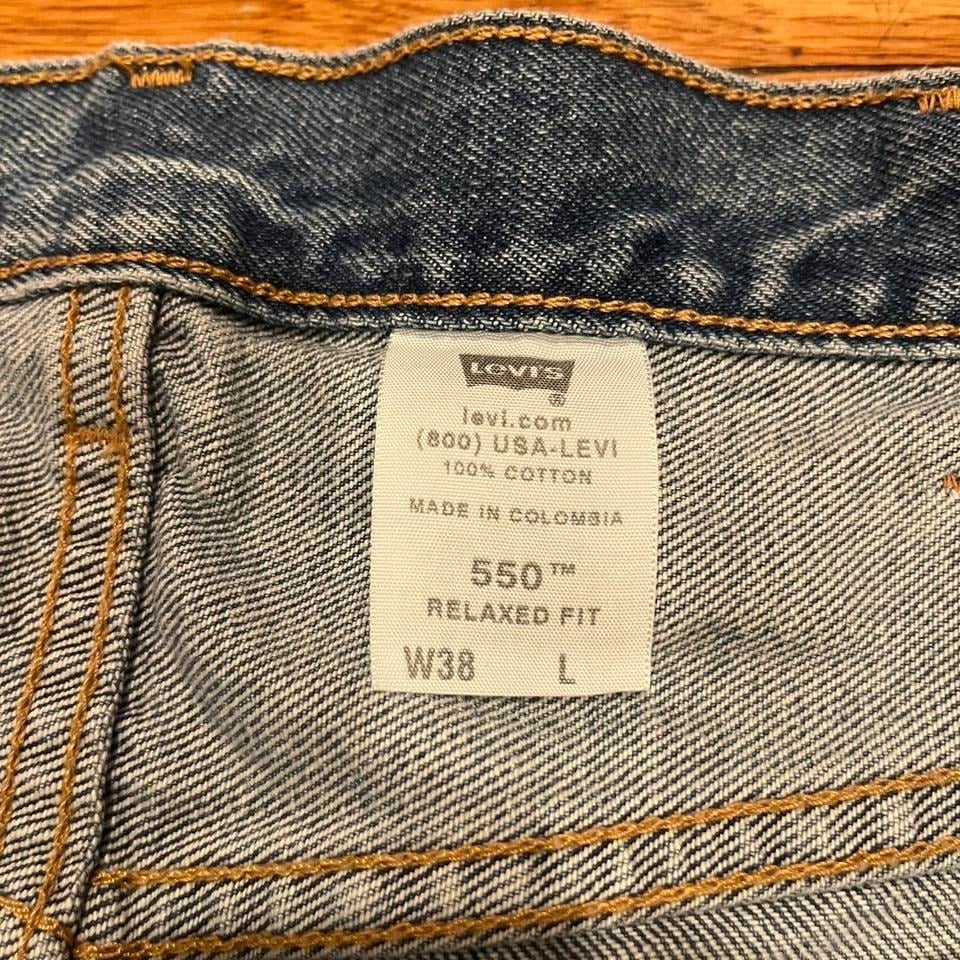 LEVI'S
®
levi.com
(800) USA-LEVI
100% COTTON
MADE IN COLOMBIA
550™
RELAXED FIT
W38 L